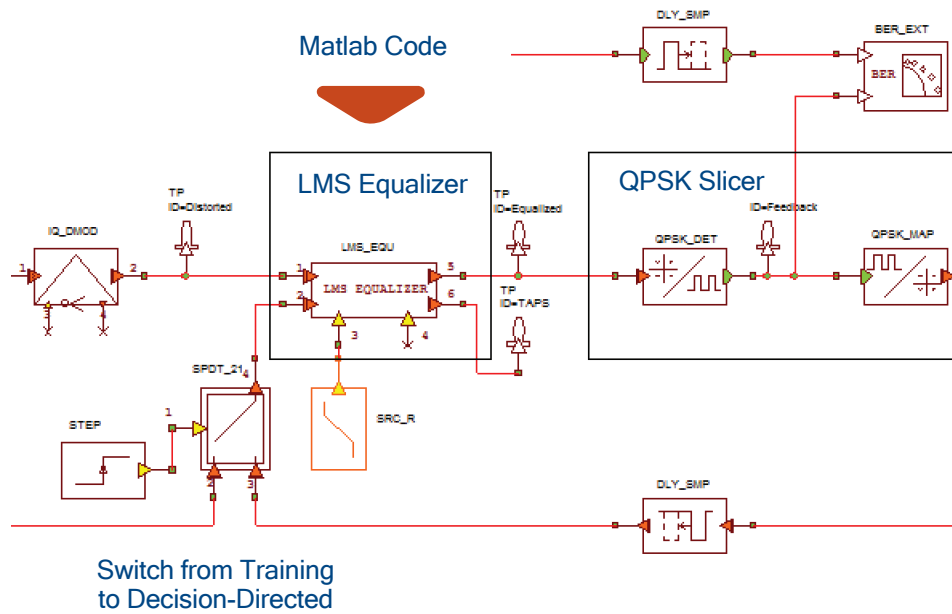 DLY_SMP
BER_EXT
Matlab Code
BER
LMS Equalizer
QPSK Slicer
TP
ID=Distorted
TP
ID=Equalized
ID=Feedback
IQ_DMOD
LMS_EQU
QPSK_DET
QPSK_MAP
1
2
1
5
LMS EQUALIZER
2
6
TP
ID=TAPS
3
4
3
4
SPDT_21
4
SRC_R
STEP
1
2
3
DLY_SMP
Switch from Training
to Decision-Directed